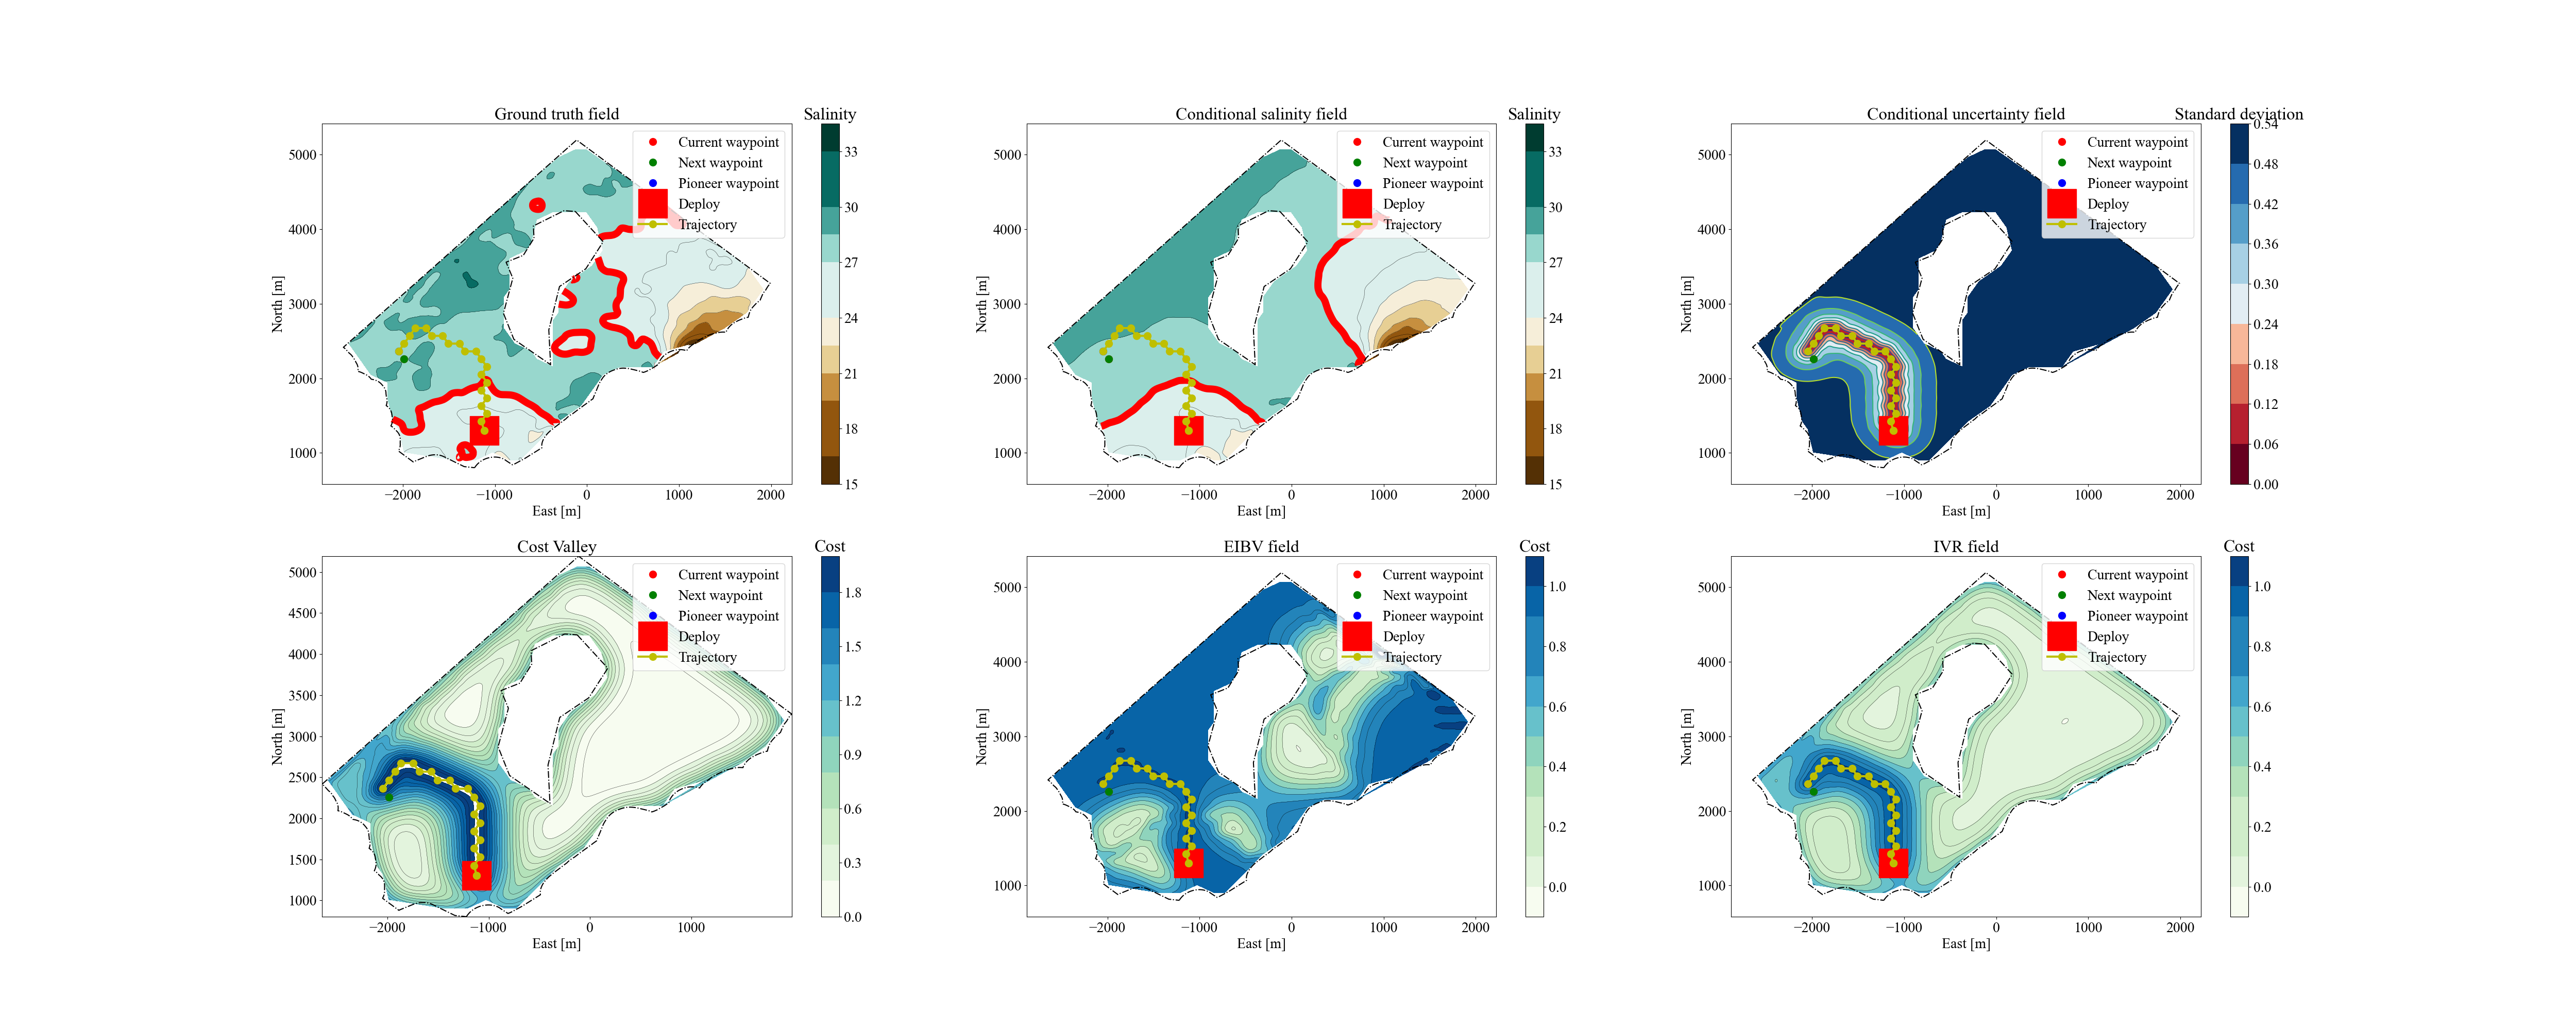 Ground truth field
Salinity
Current waypoint
Next waypoint
Pioneer waypoint
Deploy
Trajectory
5000
4000
3000
2000
1000
North [m]
−2000 −1000 0 1000 2000
East [m]
33
30
27
24
21
18
15
Conditional salinity field
Salinity
Current waypoint
Next waypoint
Pioneer waypoint
Deploy
Trajectory
5000
4000
3000
2000
1000
North [m]
−2000 −1000 0 1000 2000
East [m]
33
30
27
24
21
18
15
Conditional uncertainty field
Standard deviation
Current waypoint
Next waypoint
Pioneer waypoint
Deploy
Trajectory
5000
4000
3000
2000
1000
North [m]
−2000 −1000 0 1000 2000
East [m]
0.54
0.48
0.42
0.36
0.30
0.24
0.18
0.12
0.06
0.00
Cost Valley
Cost
Current waypoint
Next waypoint
Pioneer waypoint
Deploy
Trajectory
5000
4500
4000
3500
3000
2500
2000
1500
1000
North [m]
−2000 −1000 0 1000
East [m]
1.8
1.5
1.2
0.9
0.6
0.3
0.0
EIBV field
Cost
Current waypoint
Next waypoint
Pioneer waypoint
Deploy
Trajectory
5000
4000
3000
2000
1000
North [m]
−2000 −1000 0 1000 2000
East [m]
1.0
0.8
0.6
0.4
0.2
0.0
IVR field
Cost
Current waypoint
Next waypoint
Pioneer waypoint
Deploy
Trajectory
5000
4000
3000
2000
1000
North [m]
−2000 −1000 0 1000 2000
East [m]
1.0
0.8
0.6
0.4
0.2
0.0